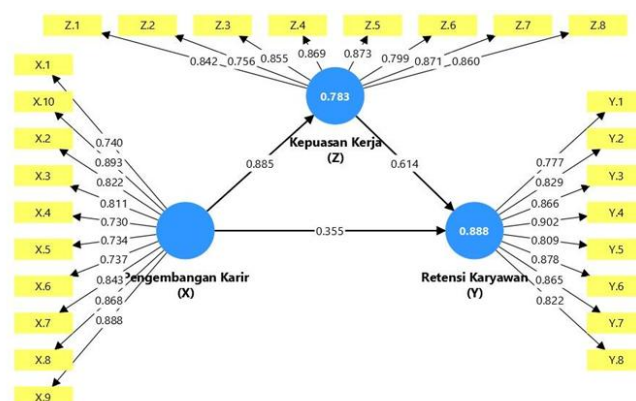 Z.1
Z.2
Z.3
Z.4
Z.5
Z.6
Z.7
Z.8
0.842
0.756
0.855
0.869
0.873
0.799
0.871
0.860
0.783
Kepuasan Kerja
(Z)
X.1
X.10
X.2
X.3
X.4
X.5
X.6
X.7
X.8
X.9
0.740
0.893
0.822
0.811
0.730
0.734
0.737
0.843
0.868
0.888
Pengembangan Karir
(X)
0.885
0.614
0.355
0.888
Retensi Karyawan
(Y)
0.777
0.829
0.866
0.902
0.809
0.878
0.865
0.822
Y.1
Y.2
Y.3
Y.4
Y.5
Y.6
Y.7
Y.8